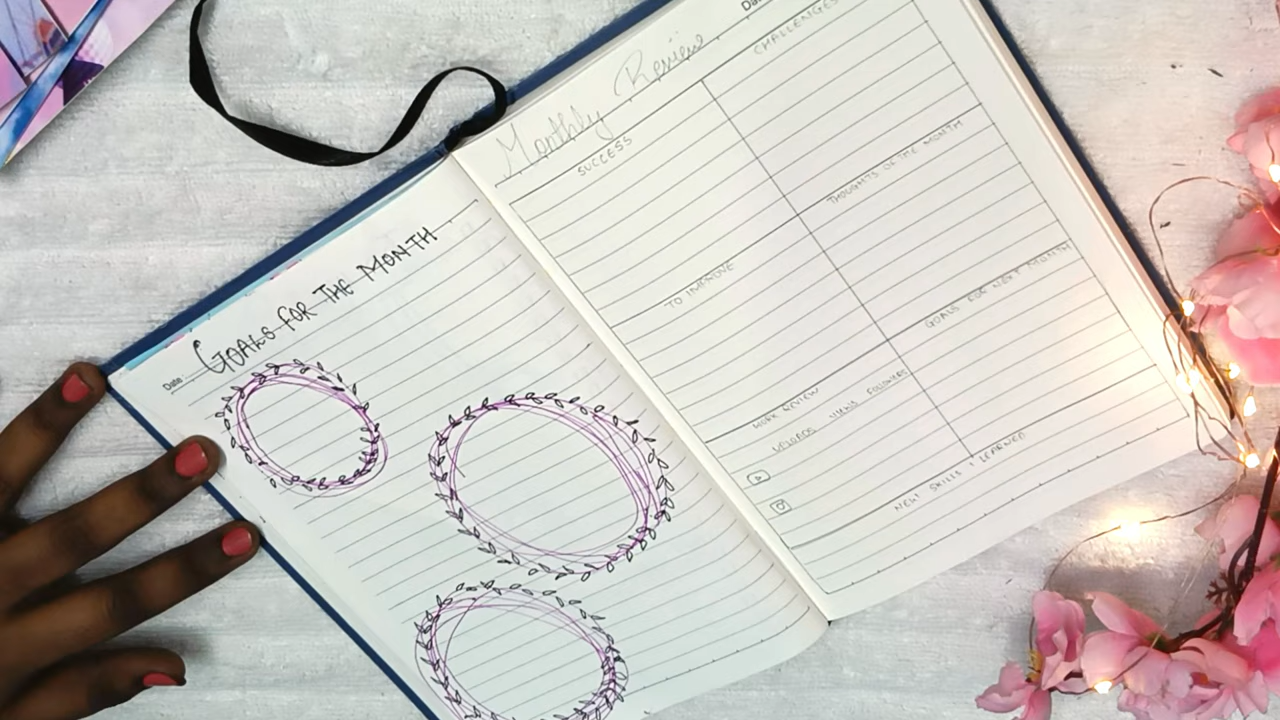 Date:
GOALS FOR THE MONTH
Monthly Review
SUCCESS
TO IMPROVE
WORK REVIEW
UPLOADS VIEWS FOLLOWERS
CHALLENGES
THOUGHTS OF THE MONTH
GOALS FOR NEXT MONTH
NEW SKILLS I LEARNED